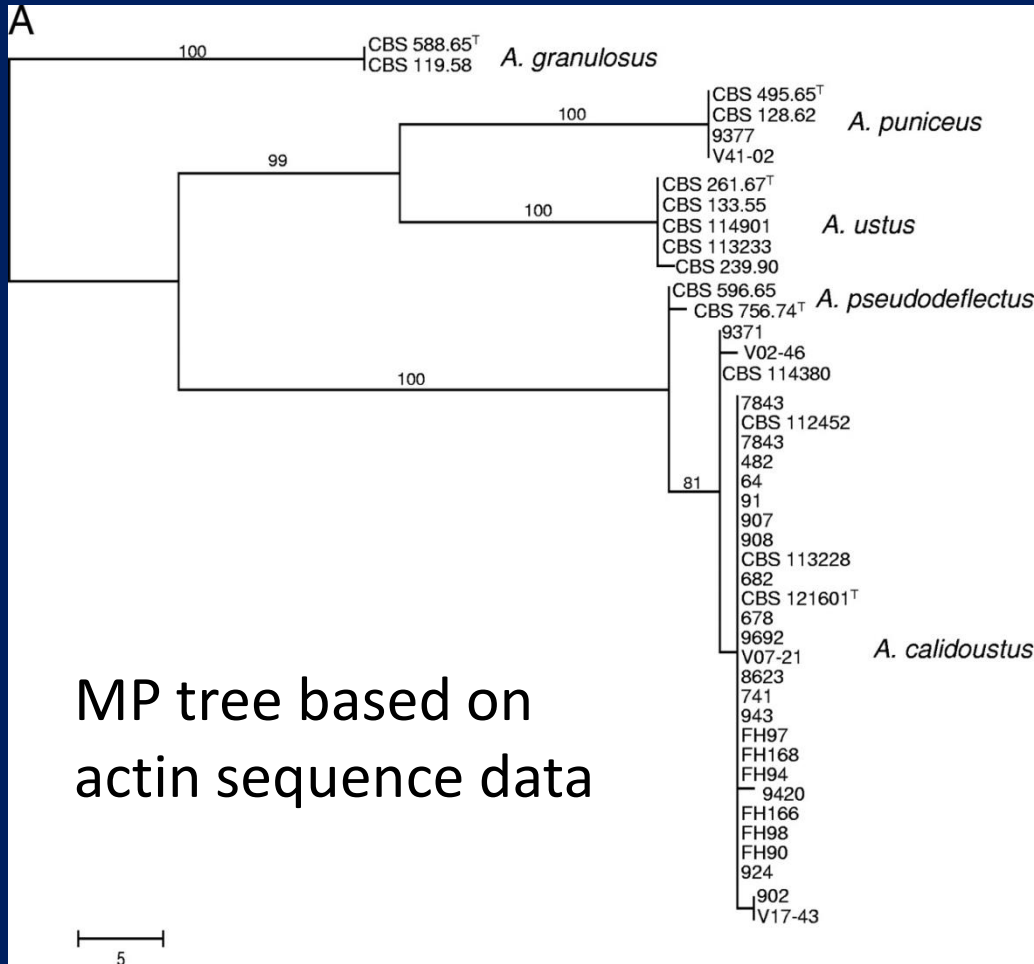 A
100
CBS 588.65ᵀ
CBS 119.58
A. granulosus
CBS 495.65ᵀ
100
CBS 128.62
A. puniceus
9377
V41-02
99
CBS 261.67ᵀ
CBS 133.55
100
CBS 114901
A. ustus
CBS 113233
CBS 239.90
CBS 596.65
A. pseudodeflectus
CBS 756.74ᵀ
9371
V02-46
CBS 114380
100
7843
CBS 112452
7843
482
64
81
91
907
908
CBS 113228
682
CBS 121601ᵀ
678
9692
A. calidoustus
V07-21
8623
741
943
FH97
FH168
FH94
9420
FH166
FH98
FH90
924
902
V17-43
MP tree based on
actin sequence data
5